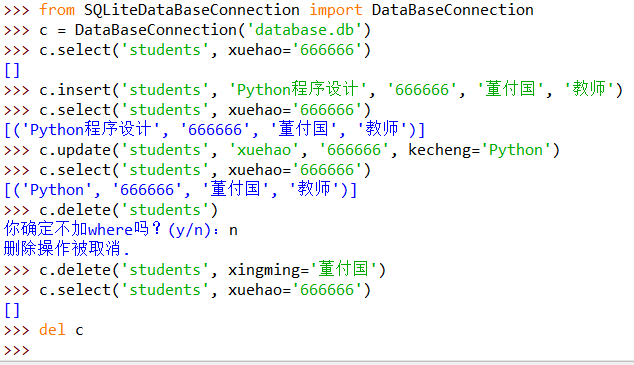 >>> from SQLiteDataBaseConnection import DataBaseConnection
>>> c = DataBaseConnection('database.db')
>>> c.select('students', xuehao='666666')
[]
>>> c.insert('students', 'Python程序设计', '666666', '董付国', '教师')
>>> c.select('students', xuehao='666666')
[('Python程序设计', '666666', '董付国', '教师')]
>>> c.update('students', 'xuehao', '666666', kecheng='Python')
>>> c.select('students', xuehao='666666')
[('Python', '666666', '董付国', '教师')]
>>> c.delete('students')
你确定不加where吗？(y/n)：n
删除操作被取消.
>>> c.delete('students', xingming='董付国')
>>> c.select('students', xuehao='666666')
[]
>>> del c
>>>